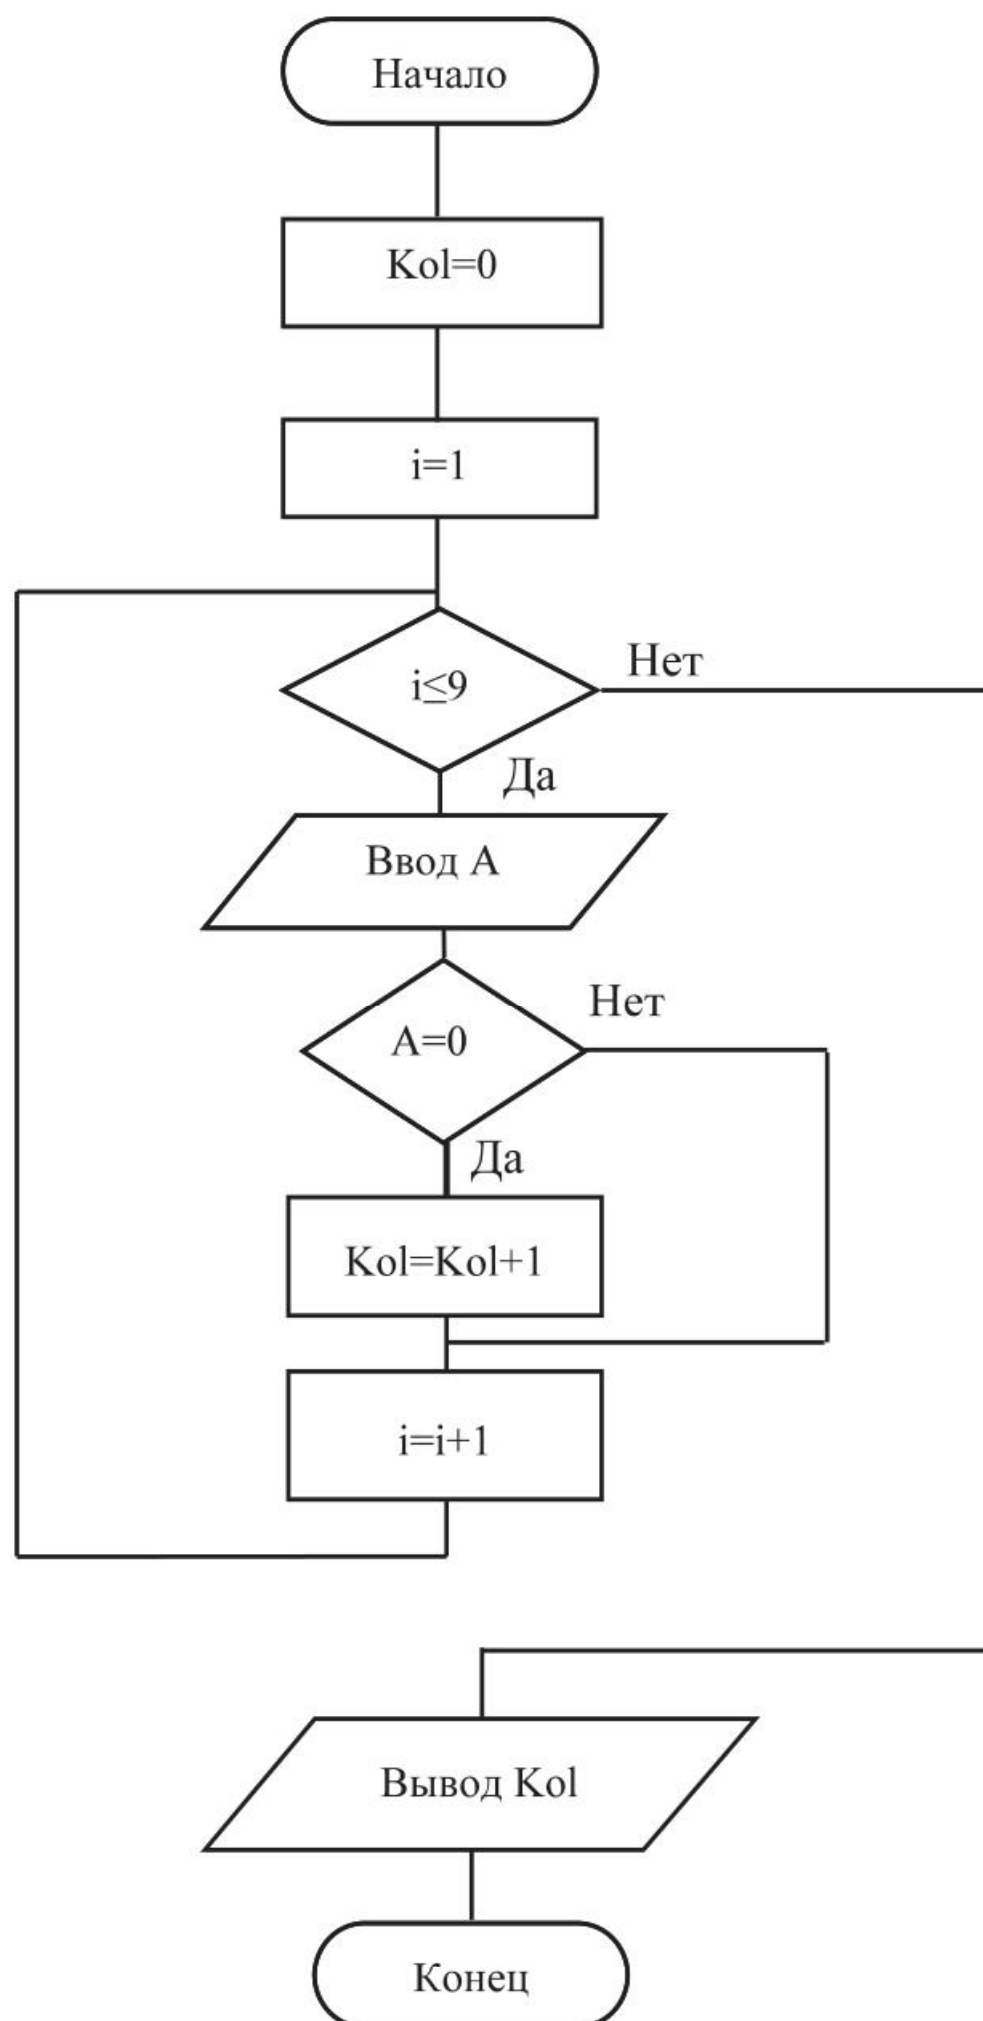 Начало
Kol=0
i=1
i≤9
Нет
Да
Ввод A
A=0
Нет
Да
Kol=Kol+1
i=i+1
Вывод Kol
Конец